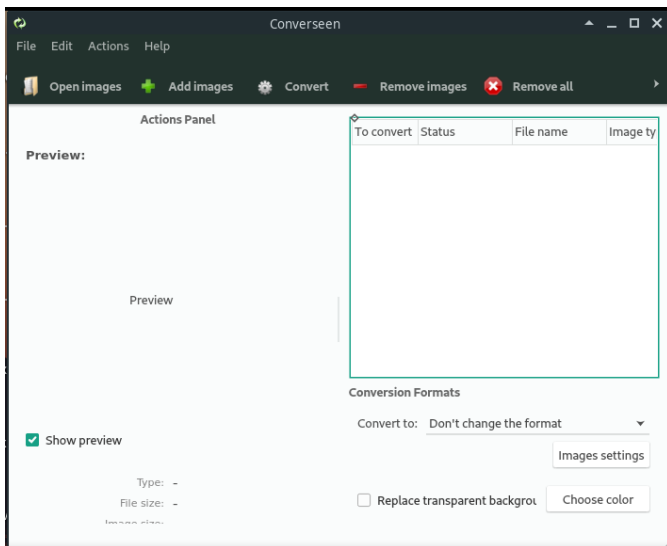 Converseen
File Edit Actions Help
Open images Add images Convert Remove images Remove all
Actions Panel
Preview:
Preview
Show preview
Type: -
File size: -
Image size:
To convert Status File name Image ty
Conversion Formats
Convert to: Don't change the format
Images settings
Replace transparent backgrou Choose color